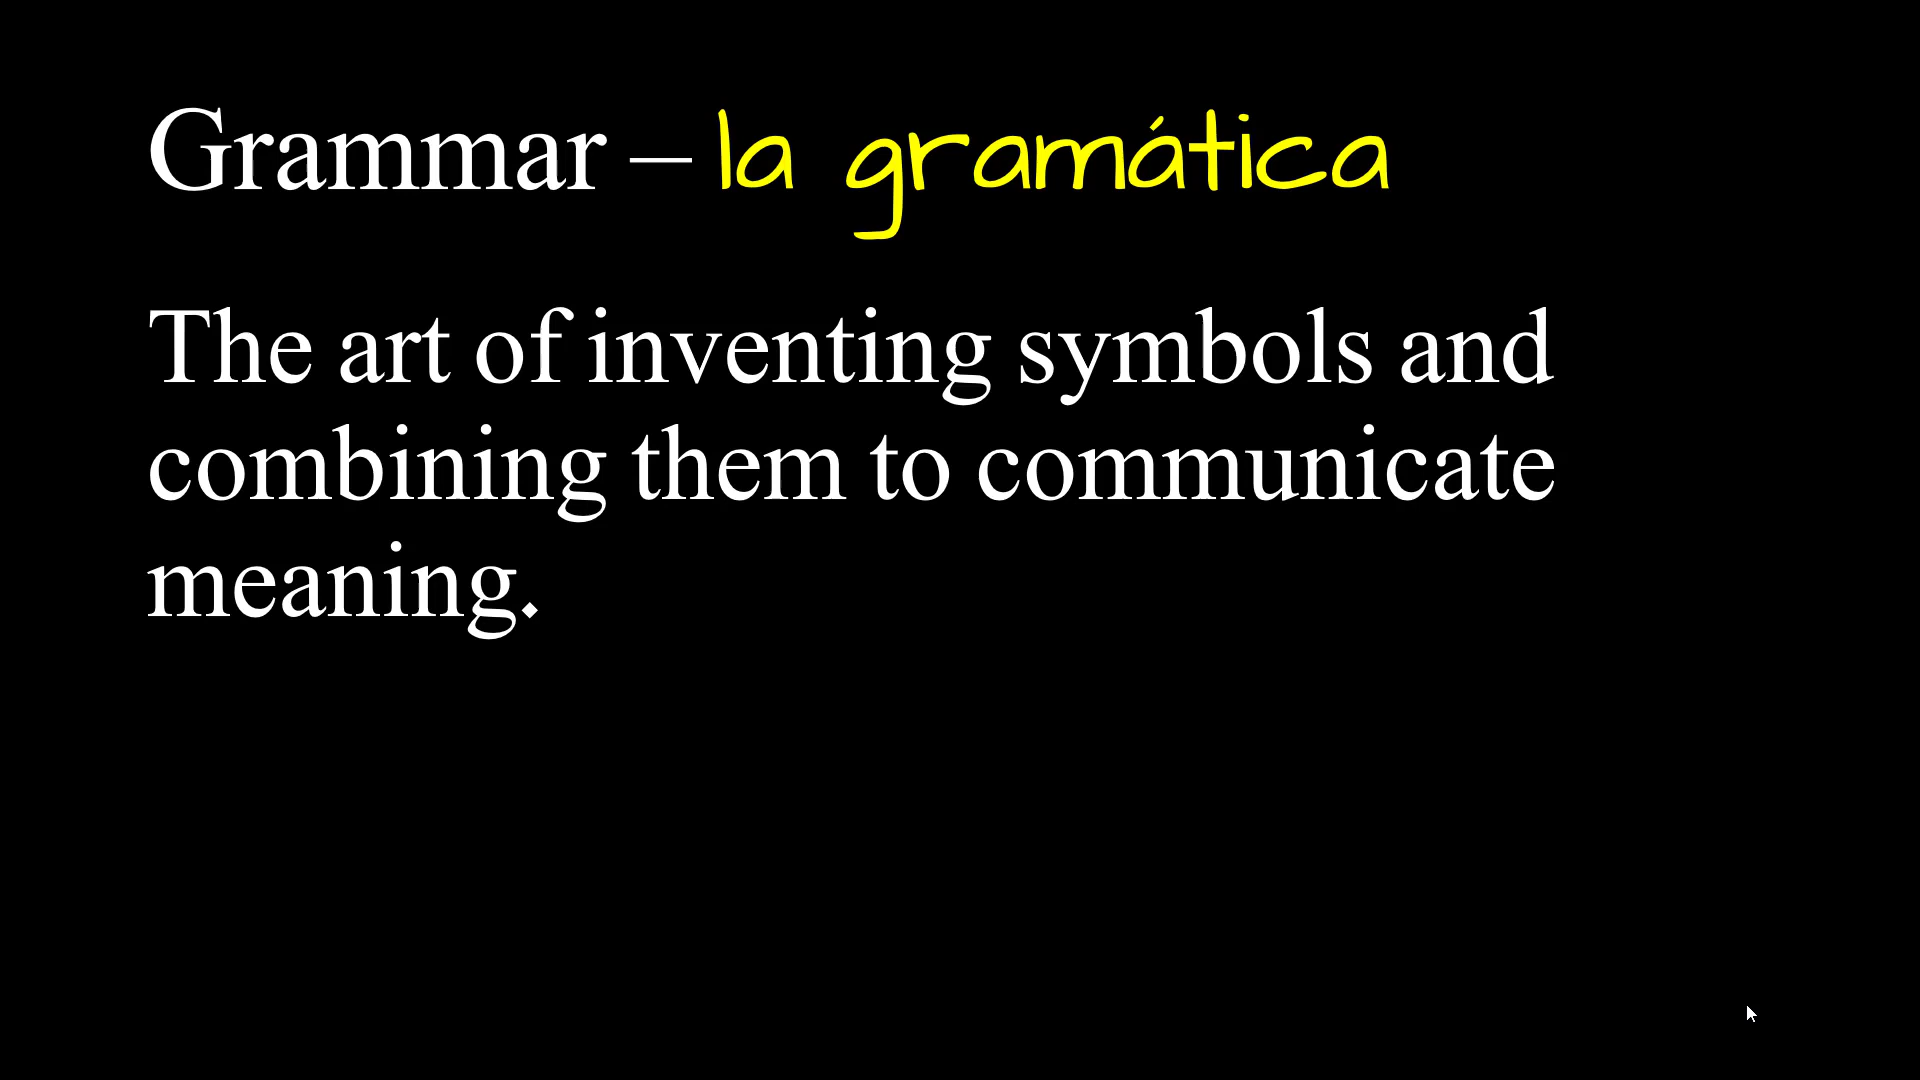 Grammar – la gramática
The art of inventing symbols and
combining them to communicate
meaning.